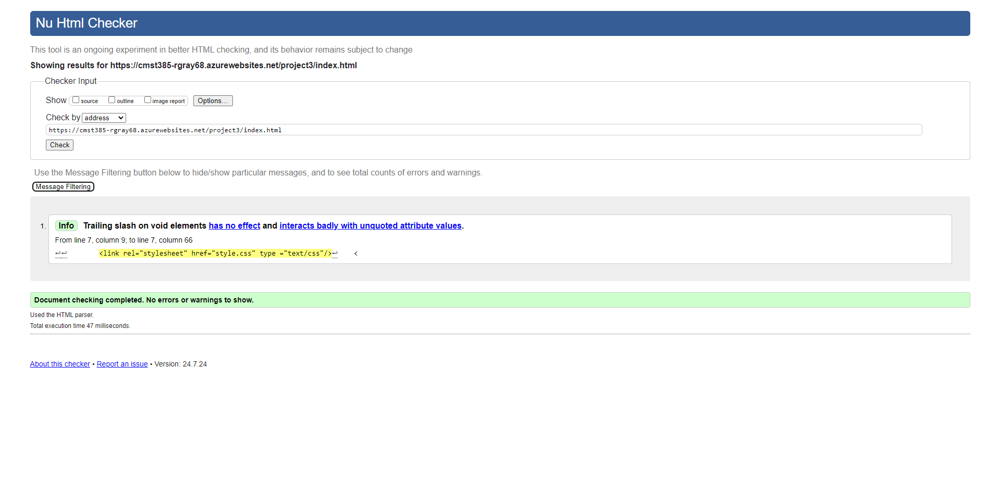 Nu Html Checker
This tool is an ongoing experiment in better HTML checking, and its behavior remains subject to change
Showing results for https://cmst385-rgray68.azurewebsites.net/project3/index.html
Checker Input
Show source outline image report Options...
Check by address
https://cmst385-rgray68.azurewebsites.net/project3/index.html
Check
Use the Message Filtering button below to hide/show particular messages, and to see total counts of errors and warnings.
Message Filtering
1. Info Trailing slash on void elements has no effect and interacts badly with unquoted attribute values.
From line 7, column 9; to line 7, column 66
↩↩ <link rel="stylesheet" href="style.css" type ="text/css"/>↩ <
Document checking completed. No errors or warnings to show.
Used the HTML parser.
Total execution time 47 milliseconds.
About this checker • Report an issue • Version: 24.7.24